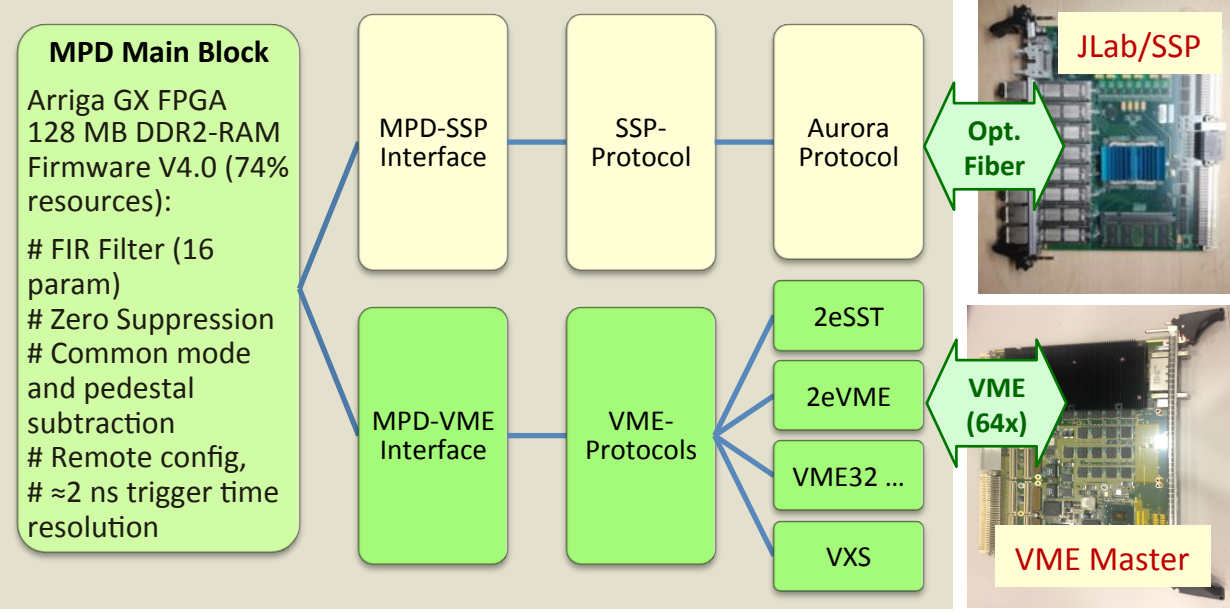 MPD Main Block
Arriga GX FPGA
128 MB DDR2-RAM
Firmware V4.0 (74%
resources):
# FIR Filter (16
param)
# Zero Suppression
# Common mode
and pedestal
subtraction
# Remote config,
# ≈2 ns trigger time
resolution
MPD-SSP
Interface
SSP-
Protocol
Aurora
Protocol
Opt.
Fiber
JLab/SSP
MPD-VME
Interface
VME-
Protocols
2eSST
2eVME
VME32 ...
VXS
VME
(64x)
VME Master